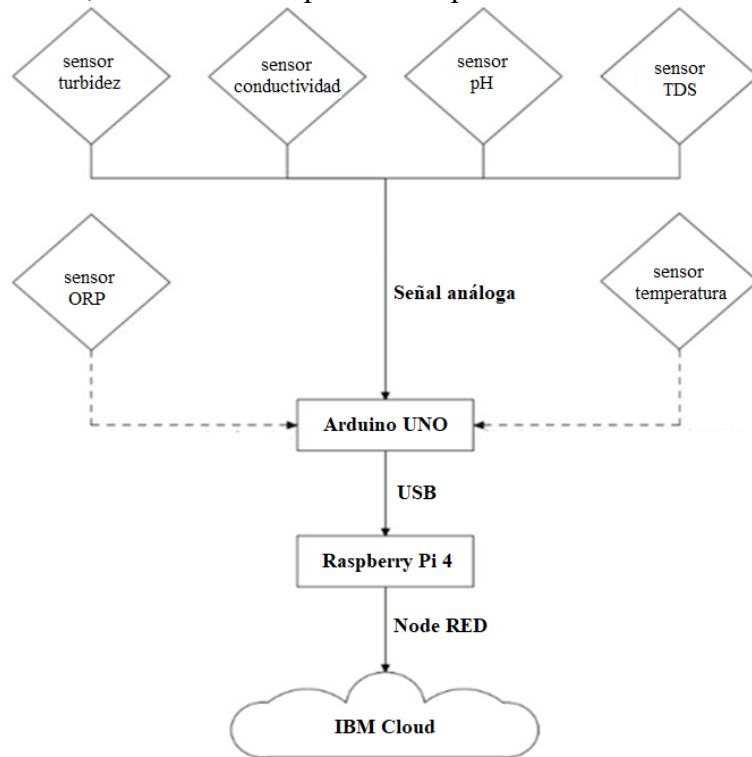 sensor
turbidez
sensor
conductividad
sensor
pH
sensor
TDS
sensor
ORP
Señal análoga
sensor
temperatura
Arduino UNO
USB
Raspberry Pi 4
Node RED
IBM Cloud